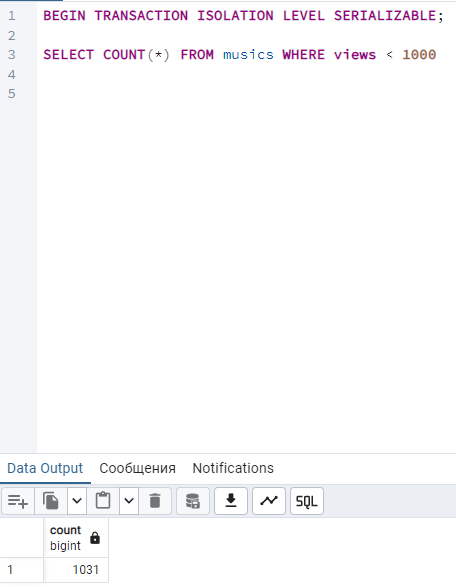 1 BEGIN TRANSACTION ISOLATION LEVEL SERIALIZABLE;
2
3 SELECT COUNT(*) FROM musics WHERE views < 1000
4
5
Data Output Сообщения Notifications
SQL
count
bigint
1 1031